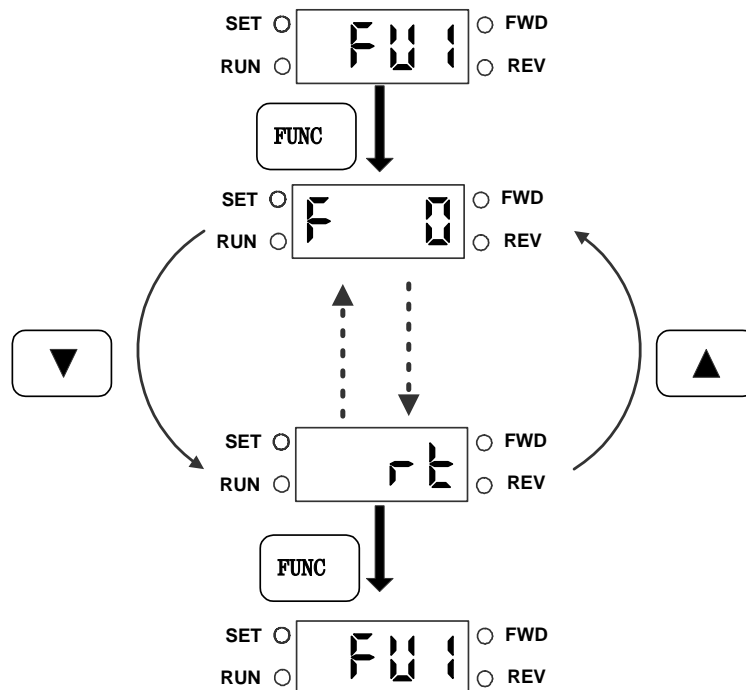 SET FU1 FWD
RUN REV
FUNC
SET F 0 FWD
RUN REV
▼ ▲
SET rt FWD
RUN REV
FUNC
SET FU1 FWD
RUN REV